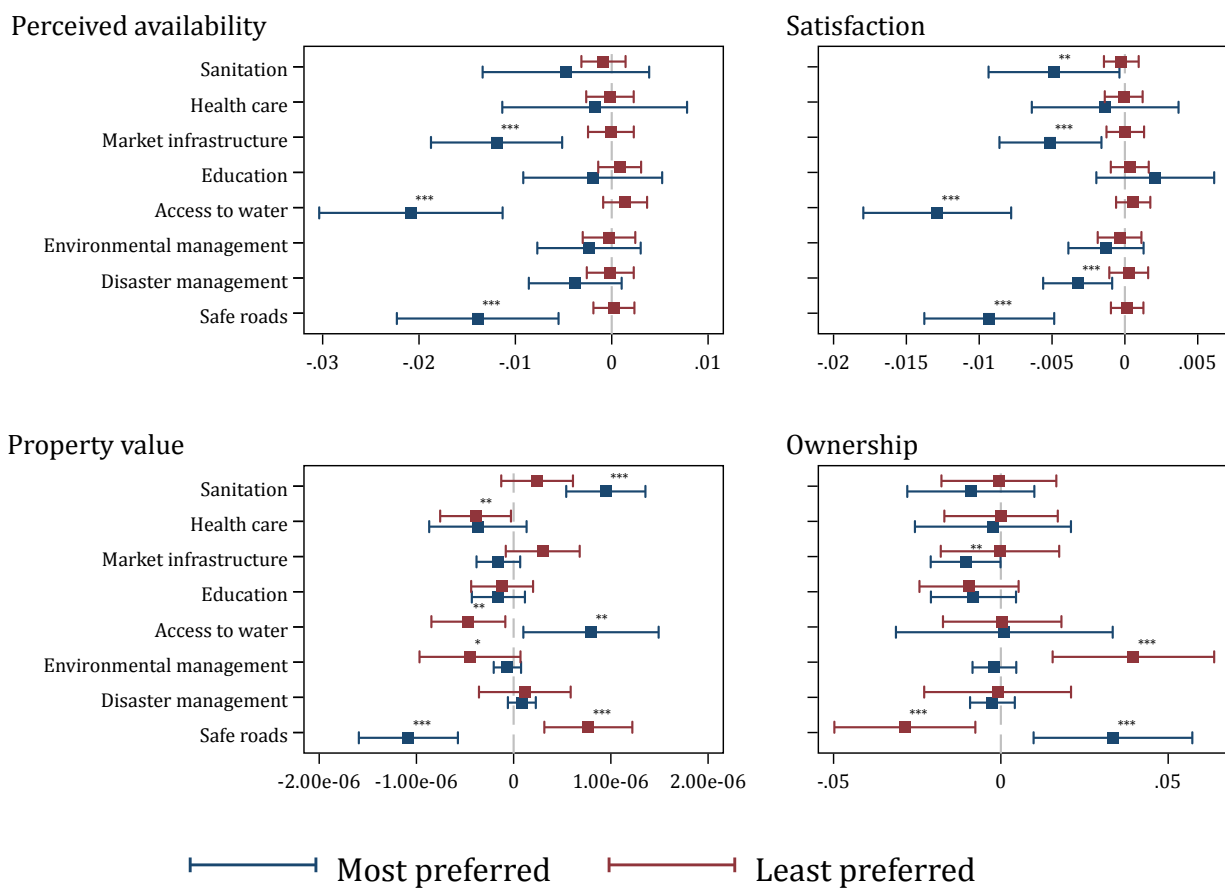 Perceived availability
Sanitation
Health care
Market infrastructure
Education
Access to water
Environmental management
Disaster management
Safe roads
***
***
***
-.03 -.02 -.01 0 .01
Satisfaction
**
***
***
***
***
-.02 -.015 -.01 -.005 0 .005
Property value
Sanitation
Health care
Market infrastructure
Education
Access to water
Environmental management
Disaster management
Safe roads
***
**
** **
*
*** ***
-2.00e-06 -1.00e-06 0 1.00e-06 2.00e-06
Ownership
**
***
*** ***
-.05 0 .05
Most preferred Least preferred